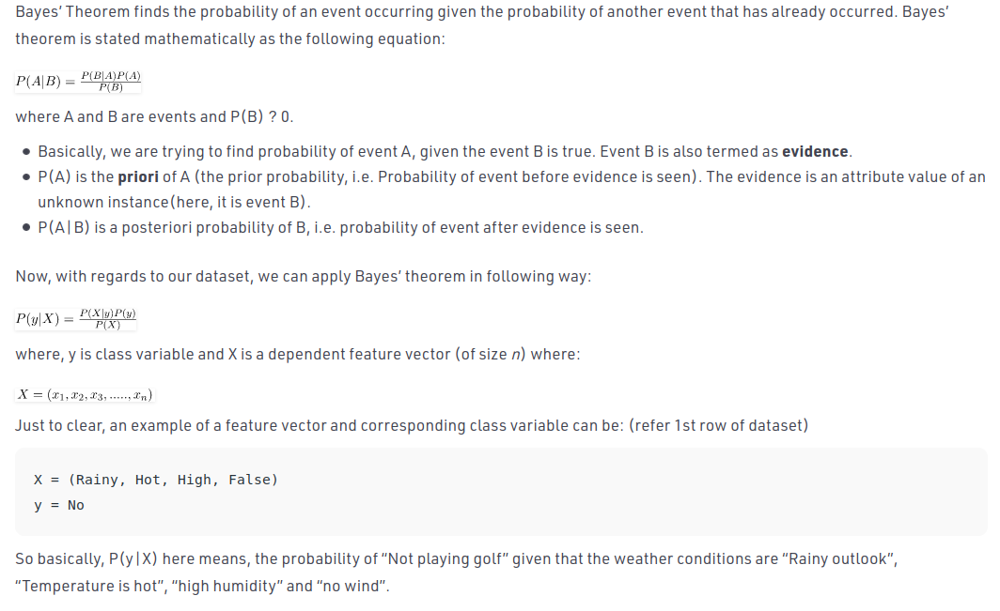 Bayes’ Theorem finds the probability of an event occurring given the probability of another event that has already occurred. Bayes’
theorem is stated mathematically as the following equation:
P(A|B) = P(B|A)P(A) / P(B)
where A and B are events and P(B) ? 0.
• Basically, we are trying to find probability of event A, given the event B is true. Event B is also termed as evidence.
• P(A) is the priori of A (the prior probability, i.e. Probability of event before evidence is seen). The evidence is an attribute value of an
unknown instance(here, it is event B).
• P(A|B) is a posteriori probability of B, i.e. probability of event after evidence is seen.
Now, with regards to our dataset, we can apply Bayes’ theorem in following way:
P(y|X) = P(X|y)P(y) / P(X)
where, y is class variable and X is a dependent feature vector (of size n) where:
X = (x₁, x₂, x₃, ....., xₙ)
Just to clear, an example of a feature vector and corresponding class variable can be: (refer 1st row of dataset)
X = (Rainy, Hot, High, False)
y = No
So basically, P(y|X) here means, the probability of “Not playing golf” given that the weather conditions are “Rainy outlook”,
“Temperature is hot”, “high humidity” and “no wind”.